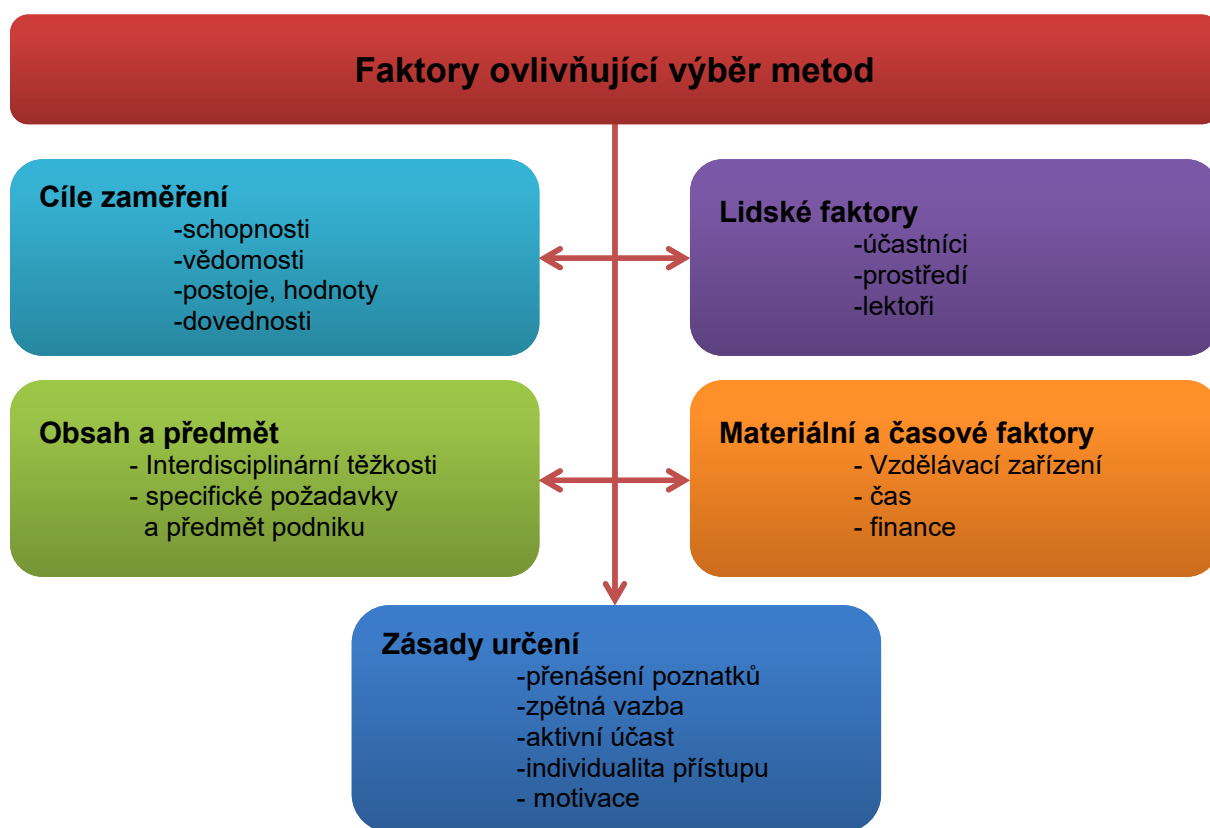 Faktory ovlivňující výběr metod
Cíle zaměření
-schopnosti
-vědomosti
-postoje, hodnoty
-dovednosti
Lidské faktory
-účastníci
-prostředí
-lektoři
Obsah a předmět
- Interdisciplinární těžkosti
- specifické požadavky
a předmět podniku
Materiální a časové faktory
- Vzdělávací zařízení
- čas
- finance
Zásady určení
-přenášení poznatků
-zpětná vazba
-aktivní účast
-individualita přístupu
- motivace